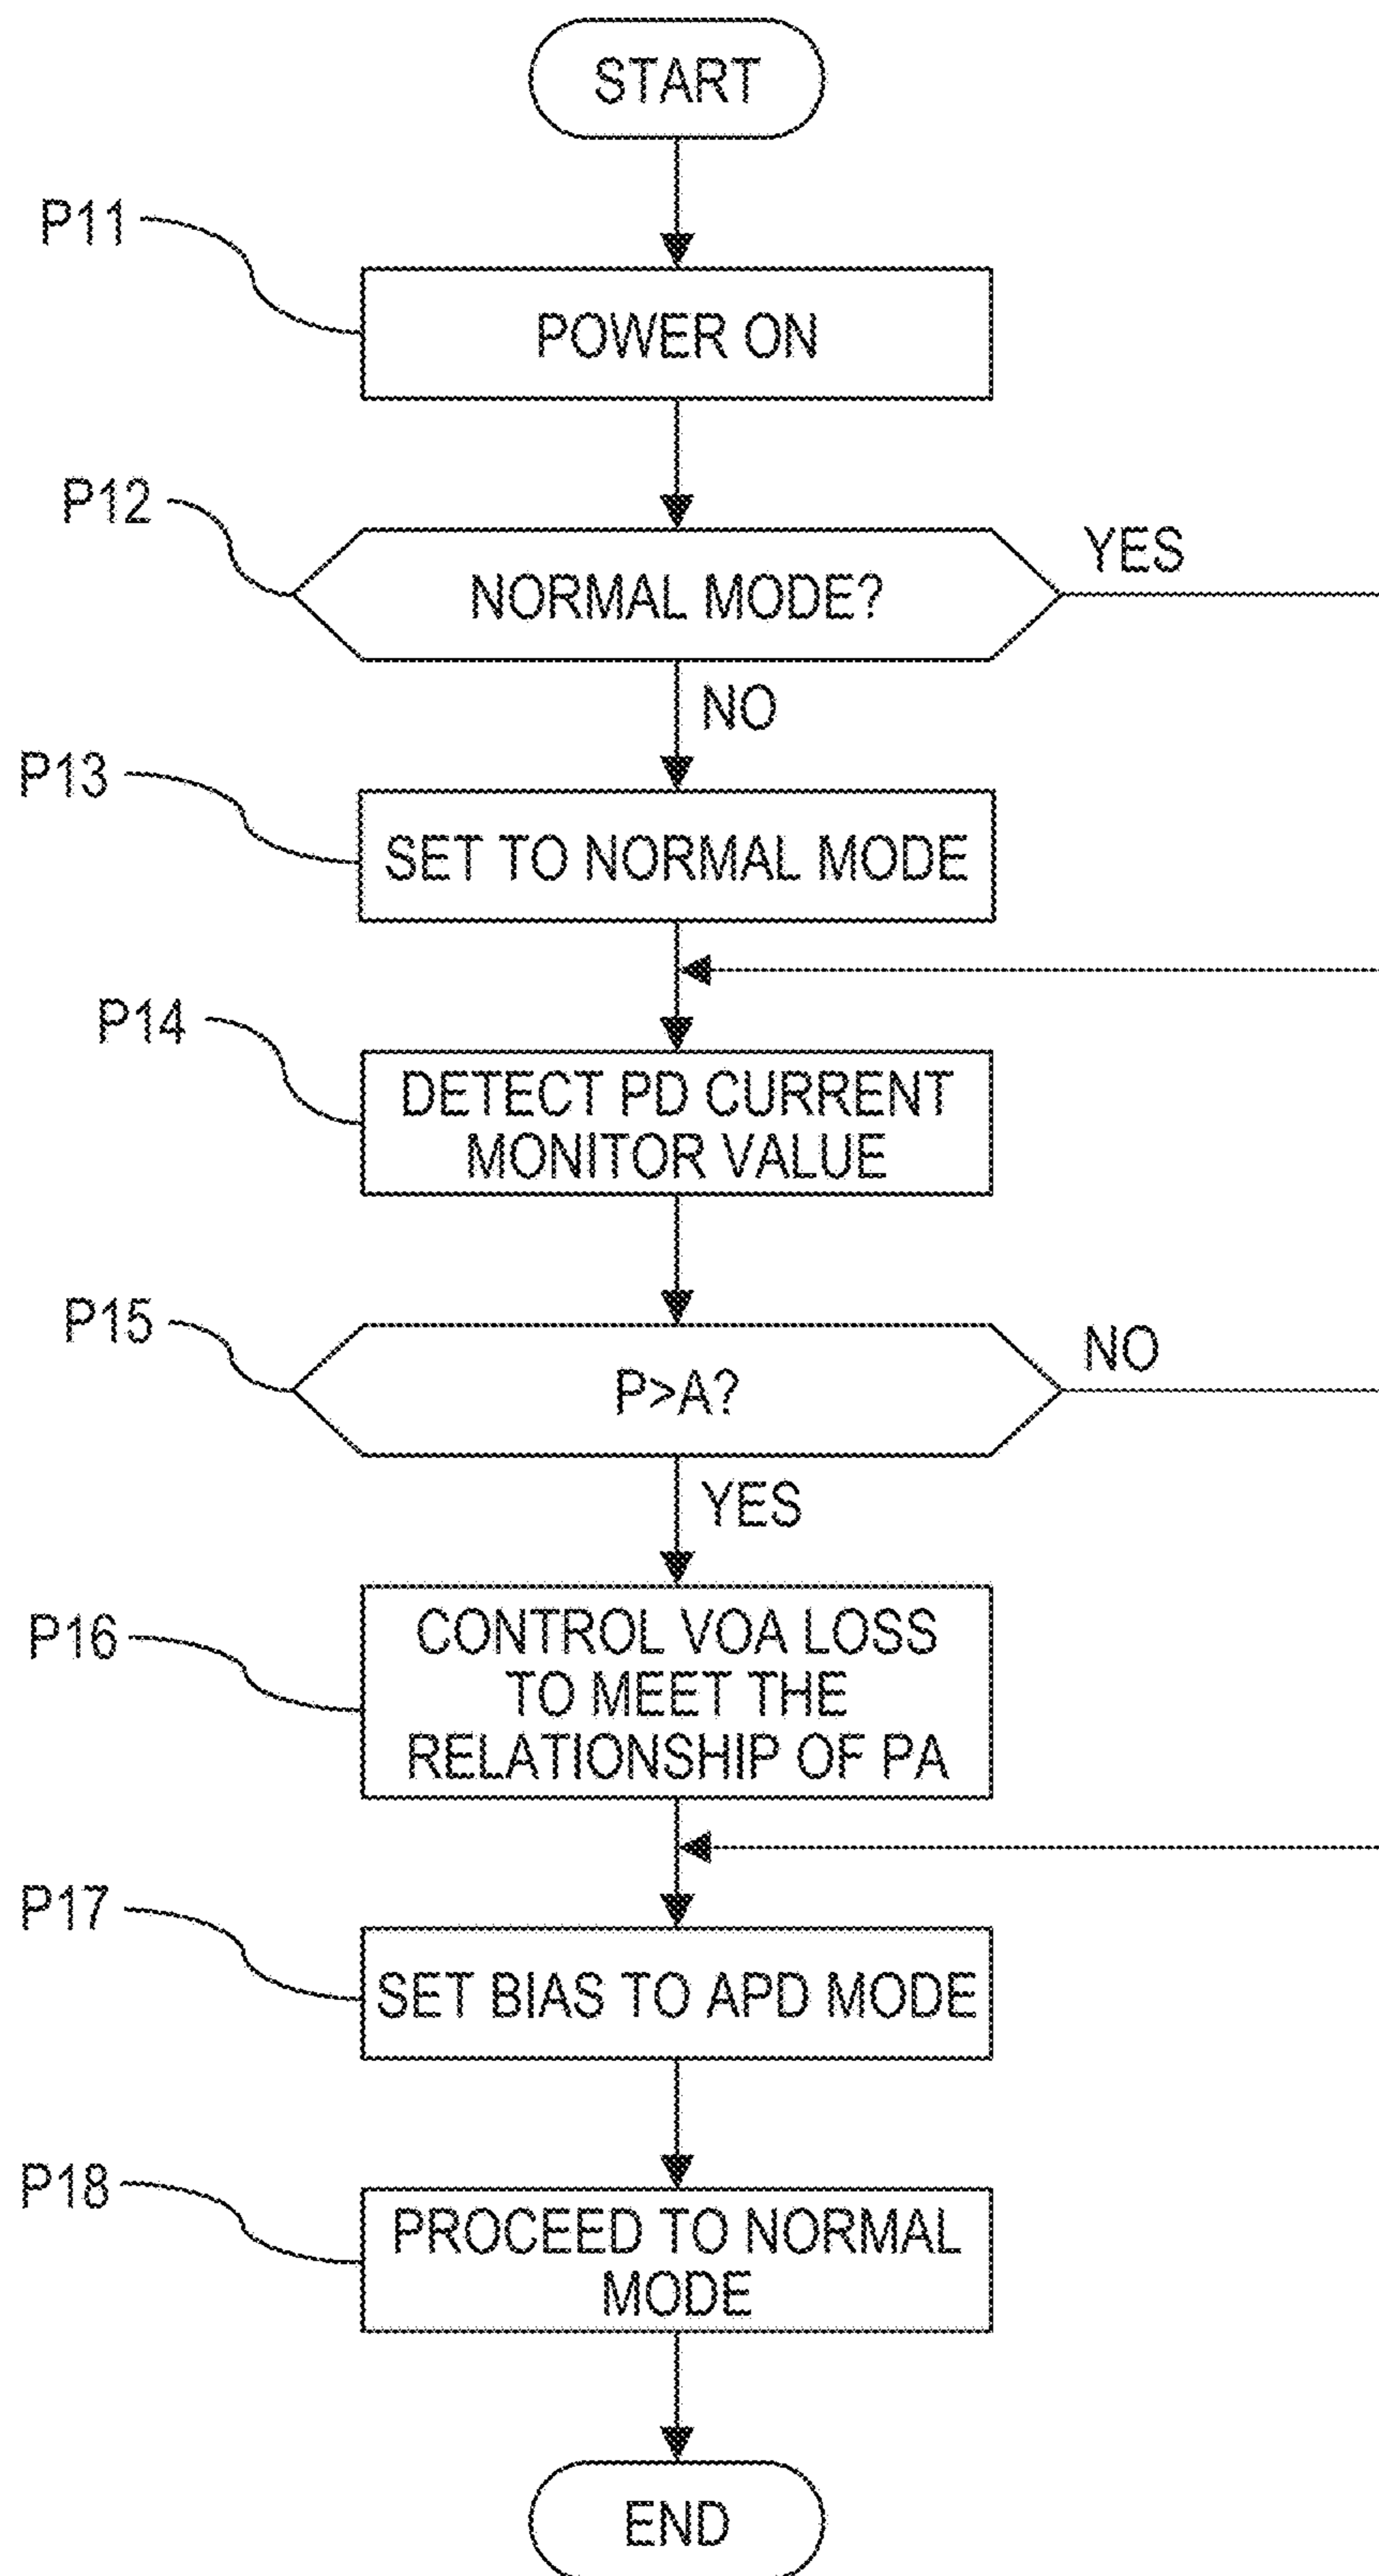 START
P11
POWER ON
P12
NORMAL MODE?
YES
NO
P13
SET TO NORMAL MODE
P14
DETECT PD CURRENT
MONITOR VALUE
P15
P>A?
NO
YES
P16
CONTROL VOA LOSS
TO MEET THE
RELATIONSHIP OF PA
P17
SET BIAS TO APD MODE
P18
PROCEED TO NORMAL
MODE
END